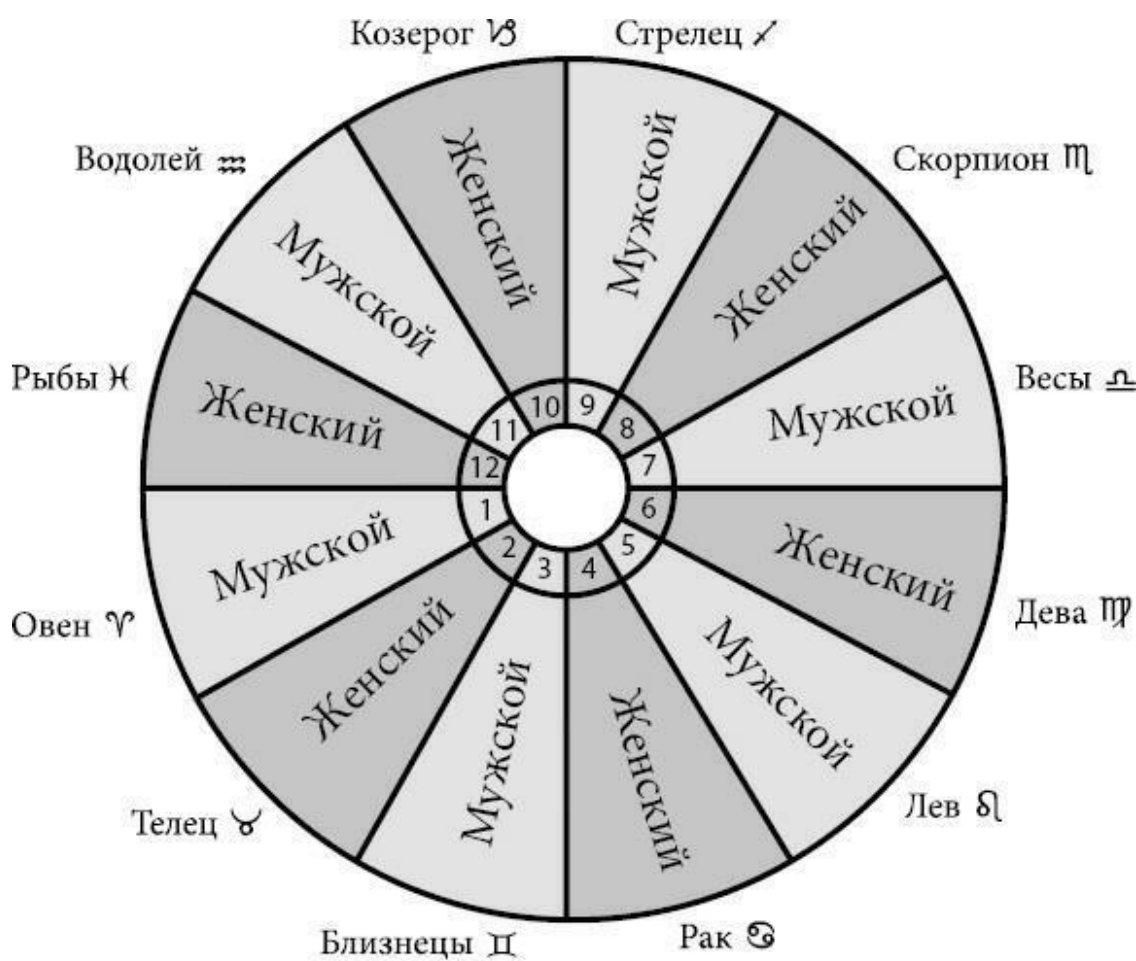 Козерог ♑
Стрелец ♐
Водолей ♒
Скорпион ♏
Рыбы ♓
Весы ♎
Овен ♈
Дева ♍
Телец ♉
Лев ♌
Близнецы ♊
Рак ♋
Женский
Мужской
Мужской
Женский
Женский
Мужской
Мужской
Женский
Женский
Мужской
Мужской
Женский
10
9
11
8
12
7
1
6
2
5
3
4